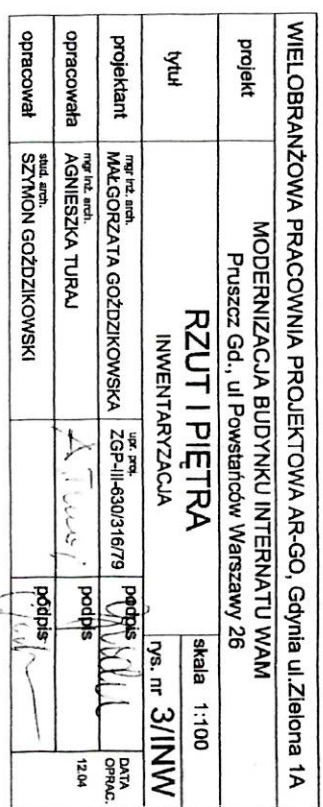 WIELOBRANŻOWA PRACOWNIA PROJEKTOWA AR-GO, Gdynia ul.Zielona 1A
projekt
MODERNIZACJA BUDYNKU INTERNATU WAM
Pruszcz Gd., ul Powstańców Warszawy 26
tytuł
RZUT I PIĘTRA
INWENTARYZACJA
skala 1:100
rys. nr 3/INW
projektant
mgr inż. arch.
MAŁGORZATA GOŹDZIKOWSKA
upr. proj.
ZGP-III-630/316/79
podpis
DATA
OPRAC.
opracowała
mgr inż. arch.
AGNIESZKA TURAJ
A. Turaj
podpis
12.04
opracował
stud. arch.
SZYMON GOŹDZIKOWSKI
podpis